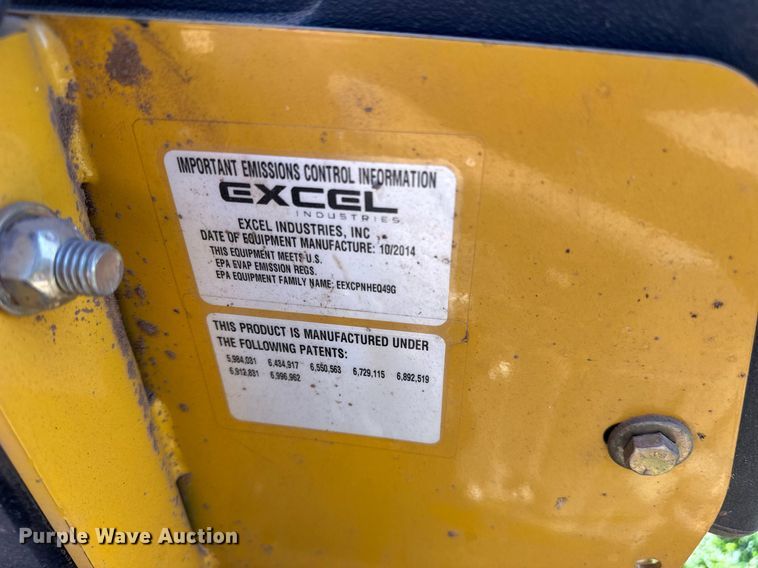 IMPORTANT EMISSIONS CONTROL INFORMATION
EXCEL
INDUSTRIES
EXCEL INDUSTRIES, INC
DATE OF EQUIPMENT MANUFACTURE: 10/2014
THIS EQUIPMENT MEETS U.S.
EPA EVAP EMISSION REGS.
EPA EQUIPMENT FAMILY NAME: EEXCPNHEQ49G
THIS PRODUCT IS MANUFACTURED UNDER
THE FOLLOWING PATENTS:
5,984,031 6,434,917 6,550,563 6,729,115 6,892,519
6,912,831 6,996,962
Purple Wave Auction